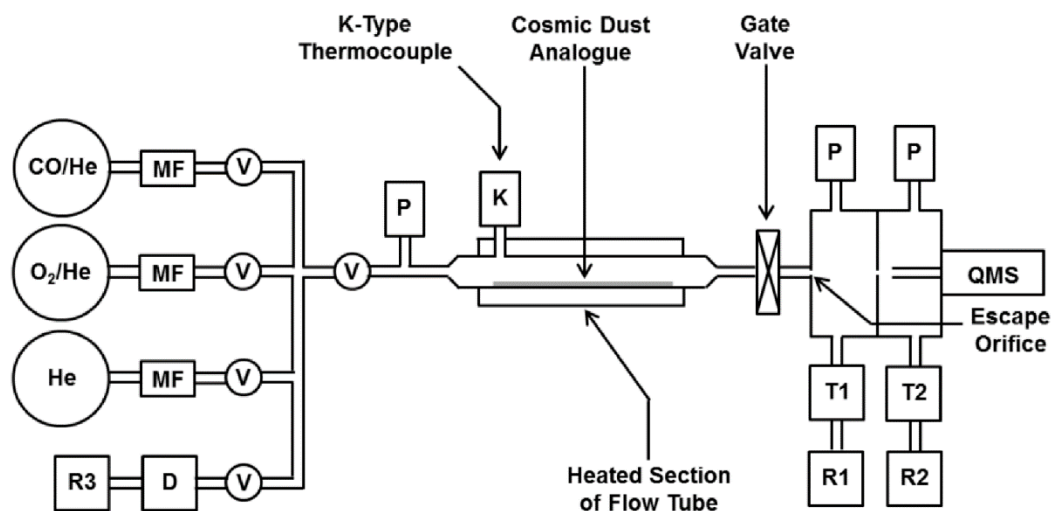 K-Type
Thermocouple
Cosmic Dust
Analogue
Gate
Valve
CO/He
MF
V
P
K
P
P
O₂/He
MF
V
V
QMS
Escape
Orifice
He
MF
V
T1
T2
R3
D
V
Heated Section
of Flow Tube
R1
R2